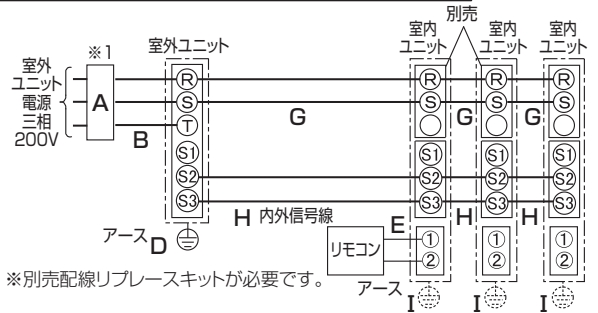 別売
室内
ユニット
室内
ユニット
室内
ユニット
※1
室外ユニット
室外
ユニット
電源
三相
200V
A
B
R
S
T
S1
S2
S3
G
R
S
S1
S2
S3
G
R
S
S1
S2
S3
G
R
S
S1
S2
S3
H 内外信号線
H
H
アース D
リモコン
E
1
2
1
2
1
2
アース I
I
I
※別売配線リプレースキットが必要です。